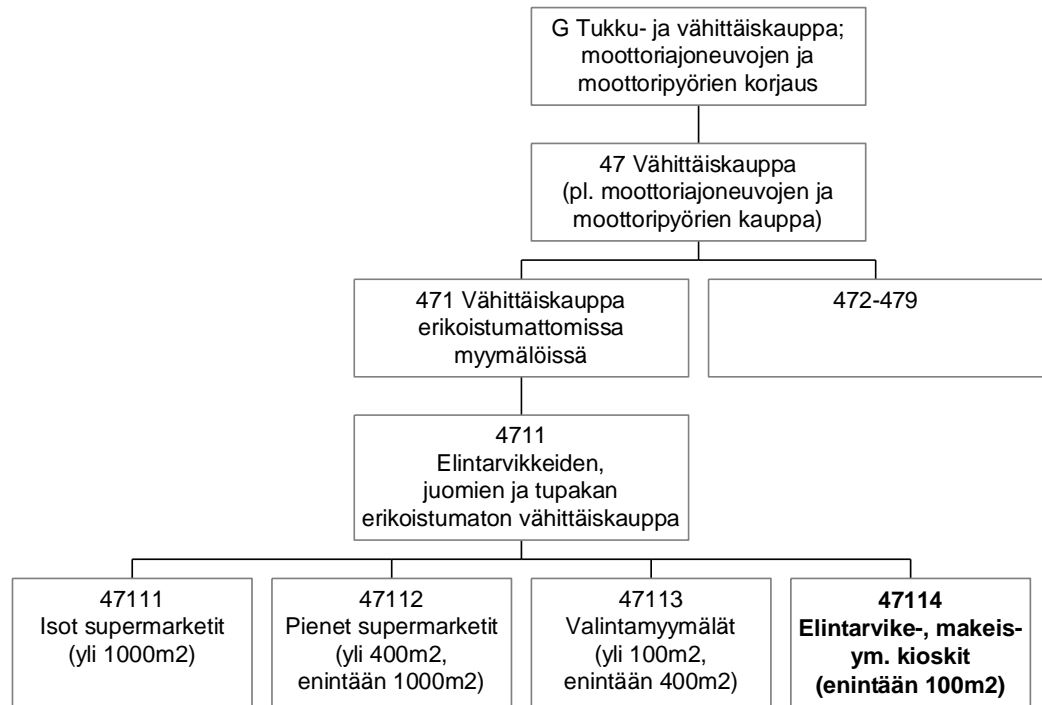 G Tukku- ja vähittäiskauppa;
moottoriajoneuvojen ja
moottoripyörien korjaus
47 Vähittäiskauppa
(pl. moottoriajoneuvojen ja
moottoripyörien kauppa)
471 Vähittäiskauppa
erikoistumattomissa
myymälöissä
472-479
4711
Elintarvikkeiden,
juomien ja tupakan
erikoistumaton vähittäiskauppa
47111
Isot supermarketit
(yli 1000m2)
47112
Pienet supermarketit
(yli 400m2,
enintään 1000m2)
47113
Valintamyymälät
(yli 100m2,
enintään 400m2)
47114
Elintarvike-, makeis-
ym. kioskit
(enintään 100m2)